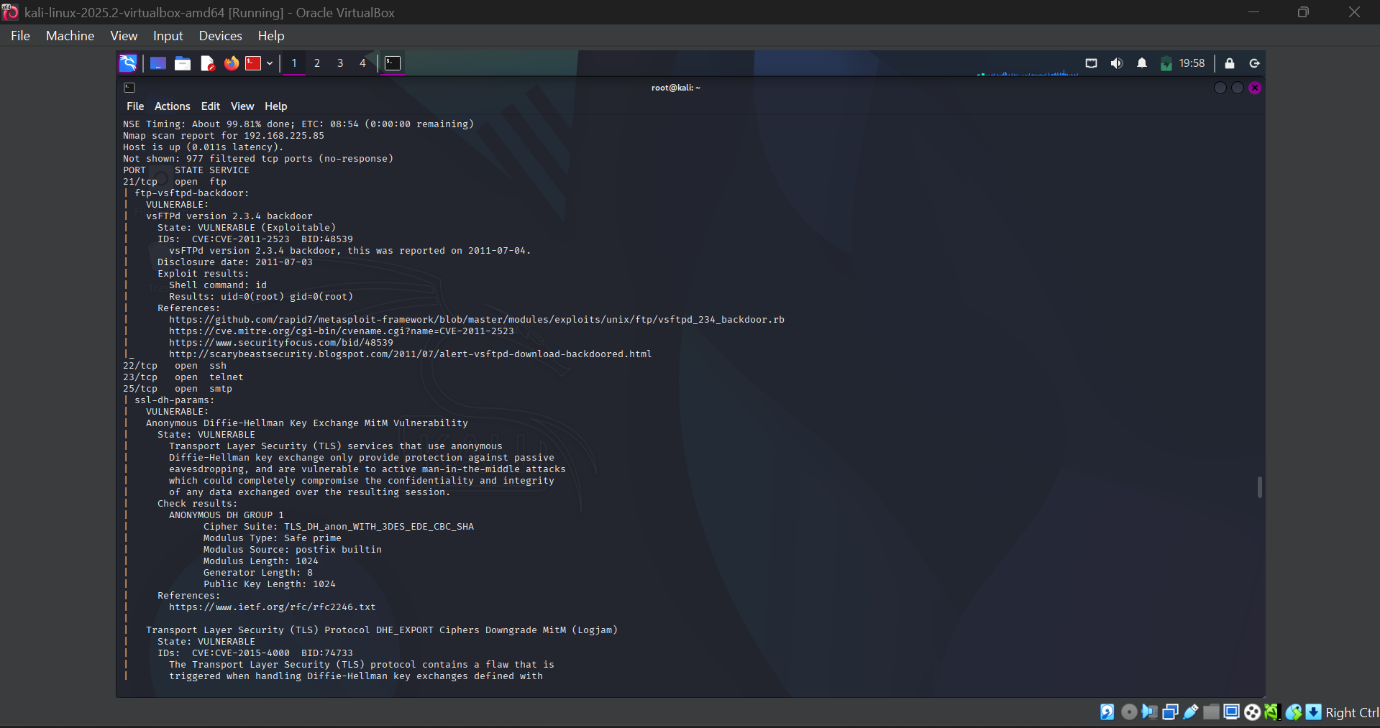 kali-linux-2025.2-virtualbox-amd64 [Running] - Oracle VirtualBox
File Machine View Input Devices Help
1 2 3 4 19:58
root@kali: ~
File Actions Edit View Help
NSE Timing: About 99.81% done; ETC: 08:54 (0:00:00 remaining)
Nmap scan report for 192.168.225.85
Host is up (0.011s latency).
Not shown: 977 filtered tcp ports (no-response)
PORT STATE SERVICE
21/tcp open ftp
| ftp-vsftpd-backdoor:
| VULNERABLE:
| vsFTPd version 2.3.4 backdoor
| State: VULNERABLE (Exploitable)
| IDs: CVE:CVE-2011-2523 BID:48539
| vsFTPd version 2.3.4 backdoor, this was reported on 2011-07-04.
| Disclosure date: 2011-07-03
| Exploit results:
| Shell command: id
| Results: uid=0(root) gid=0(root)
| References:
| https://github.com/rapid7/metasploit-framework/blob/master/modules/exploits/unix/ftp/vsftpd_234_backdoor.rb
| https://cve.mitre.org/cgi-bin/cvename.cgi?name=CVE-2011-2523
| https://www.securityfocus.com/bid/48539
|_ http://scarybeastsecurity.blogspot.com/2011/07/alert-vsftpd-download-backdoored.html
22/tcp open ssh
23/tcp open telnet
25/tcp open smtp
| ssl-dh-params:
| VULNERABLE:
| Anonymous Diffie-Hellman Key Exchange MitM Vulnerability
| State: VULNERABLE
| Transport Layer Security (TLS) services that use anonymous
| Diffie-Hellman key exchange only provide protection against passive
| eavesdropping, and are vulnerable to active man-in-the-middle attacks
| which could completely compromise the confidentiality and integrity
| of any data exchanged over the resulting session.
| Check results:
| ANONYMOUS DH GROUP 1
| Cipher Suite: TLS_DH_anon_WITH_3DES_EDE_CBC_SHA
| Modulus Type: Safe prime
| Modulus Source: postfix builtin
| Modulus Length: 1024
| Generator Length: 8
| Public Key Length: 1024
| References:
| https://www.ietf.org/rfc/rfc2246.txt
|
| Transport Layer Security (TLS) Protocol DHE_EXPORT Ciphers Downgrade MitM (Logjam)
| State: VULNERABLE
| IDs: CVE:CVE-2015-4000 BID:74733
| The Transport Layer Security (TLS) protocol contains a flaw that is
| triggered when handling Diffie-Hellman key exchanges defined with
Right Ctrl